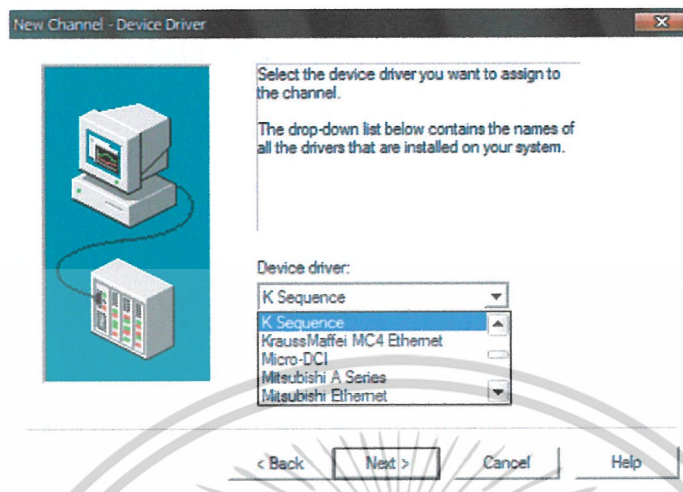 New Channel - Device Driver
Select the device driver you want to assign to
the channel.
The drop-down list below contains the names of
all the drivers that are installed on your system.
Device driver:
K Sequence
K Sequence
KraussMaffei MC4 Ethernet
Micro-DCI
Mitsubishi A Series
Mitsubishi Ethernet
< Back Next > Cancel Help